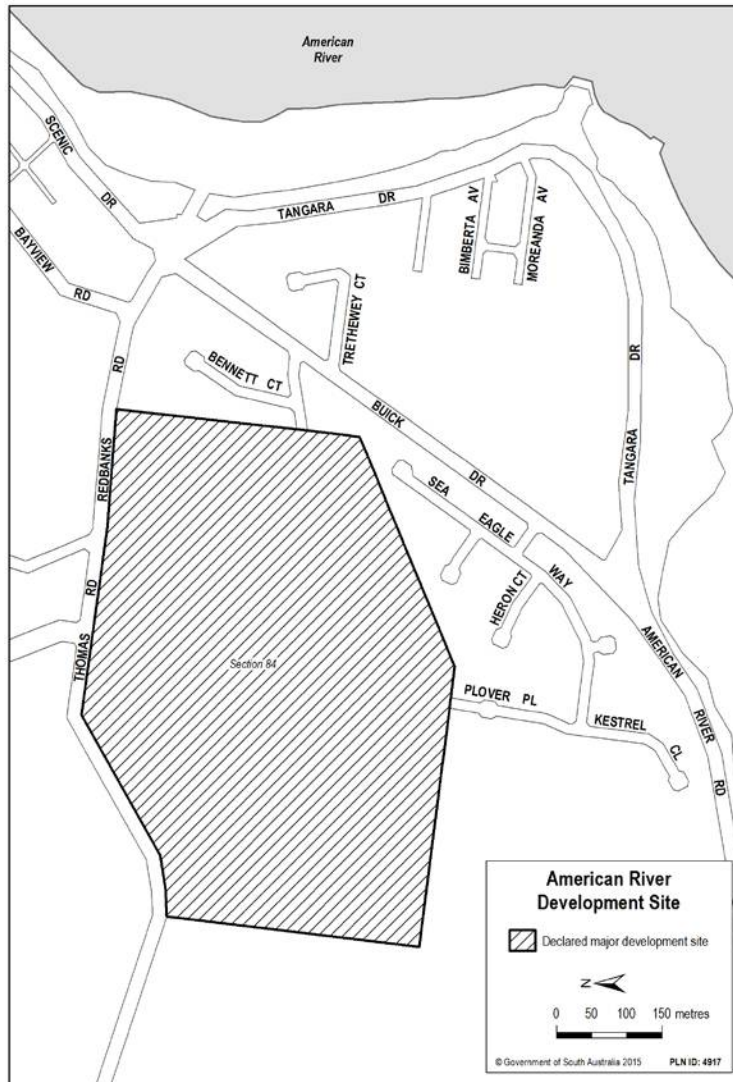 American
River
SCENIC
DR
TANGARA DR
BIMBERTA AV
MOREANDA AV
BAYVIEW
RD
TRETHEWEY CT
BENNETT CT
RD
REDBANKS
BUICK
DR
TANGARA DR
SEA
EAGLE
WAY
HERON CT
RD
THOMAS
Section 84
AMERICAN
RIVER
RD
PLOVER PL
KESTREL
CL
American River
Development Site
Declared major development site
N
0 50 100 150 metres
© Government of South Australia 2015 PLN ID: 4917